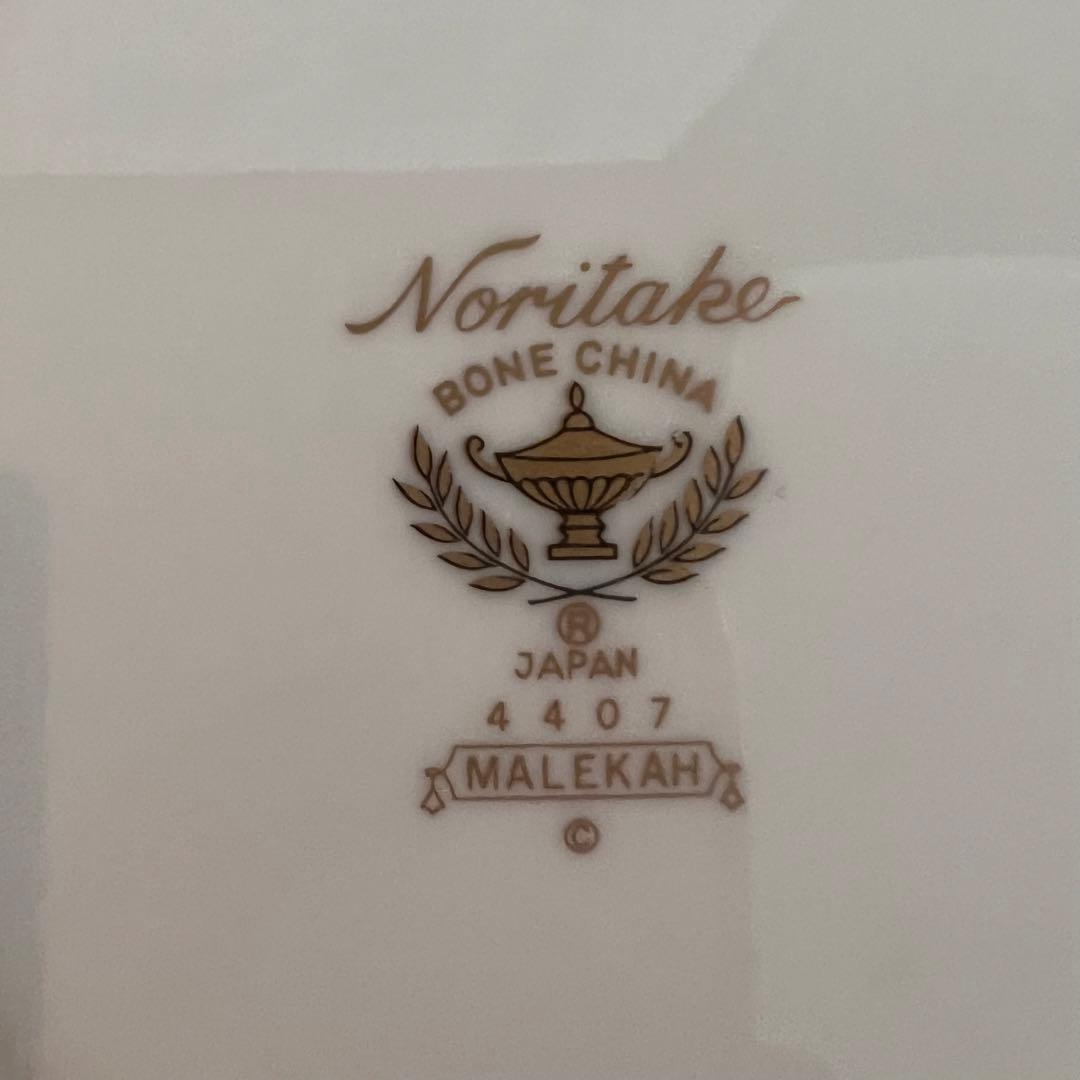 Noritake
BONE CHINA
®
JAPAN
4407
MALEKAH
©